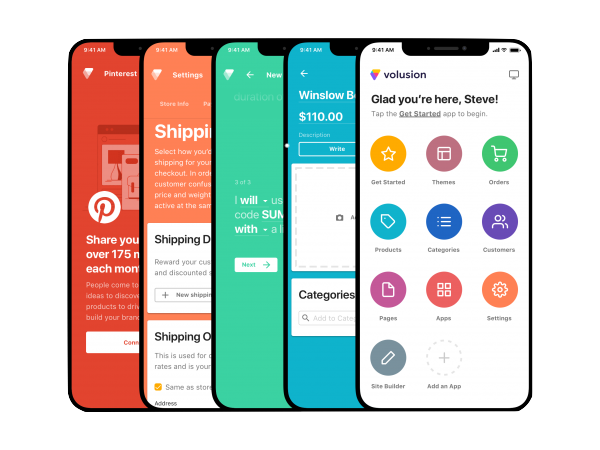 9:41 AM
Pinterest
Share you
over 175 m
each mont
People come to
ideas to discove
products to driv
build your bran
Conn
9:41 AM
Settings
Store Info
Pa
Shippin
Select how you'd
shipping for your
checkout. In orde
customer confus
price and weight
active at the sam
Shipping D
Reward your cus
and discounted s
New shippin
Shipping O
This is used for c
rates and is your
Same as store
Address
9:41 AM
New
duration o
3 of 3
I will us
code SUM
with a li
Next
9:41 AM
Winslow Bo
$110.00
Description
Write
Categories
Add to Categ
9:41 AM
volusion
Glad you're here, Steve!
Tap the Get Started app to begin.
Get Started
Themes
Orders
Products
Categories
Customers
Pages
Apps
Settings
Site Builder
Add an App